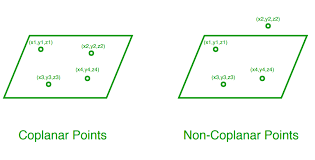 (x2,y2,z2)
(x1,y1,z1)
(x2,y2,z2)
(x1,y1,z1)
(x4,y4,z4)
(x4,y4,z4)
(x3,y3,z3)
(x3,y3,z3)
Coplanar Points
Non-Coplanar Points